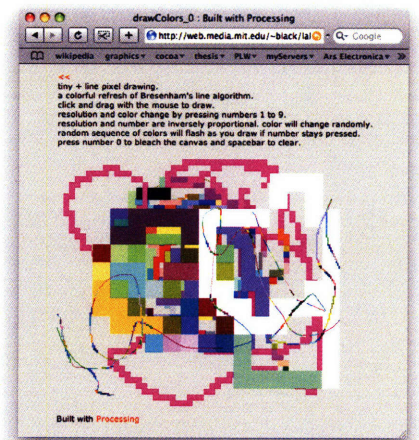 drawColors_0 : Built with Processing
http://web.media.mit.edu/~black/lal
Google
wikipedia graphics cocoa thesis PLW myServers Ars Electronica
<<
tiny + line pixel drawing.
a colorful refresh of Bresenham's line algorithm.
click and drag with the mouse to draw.
resolution and color change by pressing numbers 1 to 9.
resolution and number are inversely proportional. color will change randomly.
random sequence of colors will flash as you draw if number stays pressed.
press number 0 to bleach the canvas and spacebar to clear.
Built with Processing